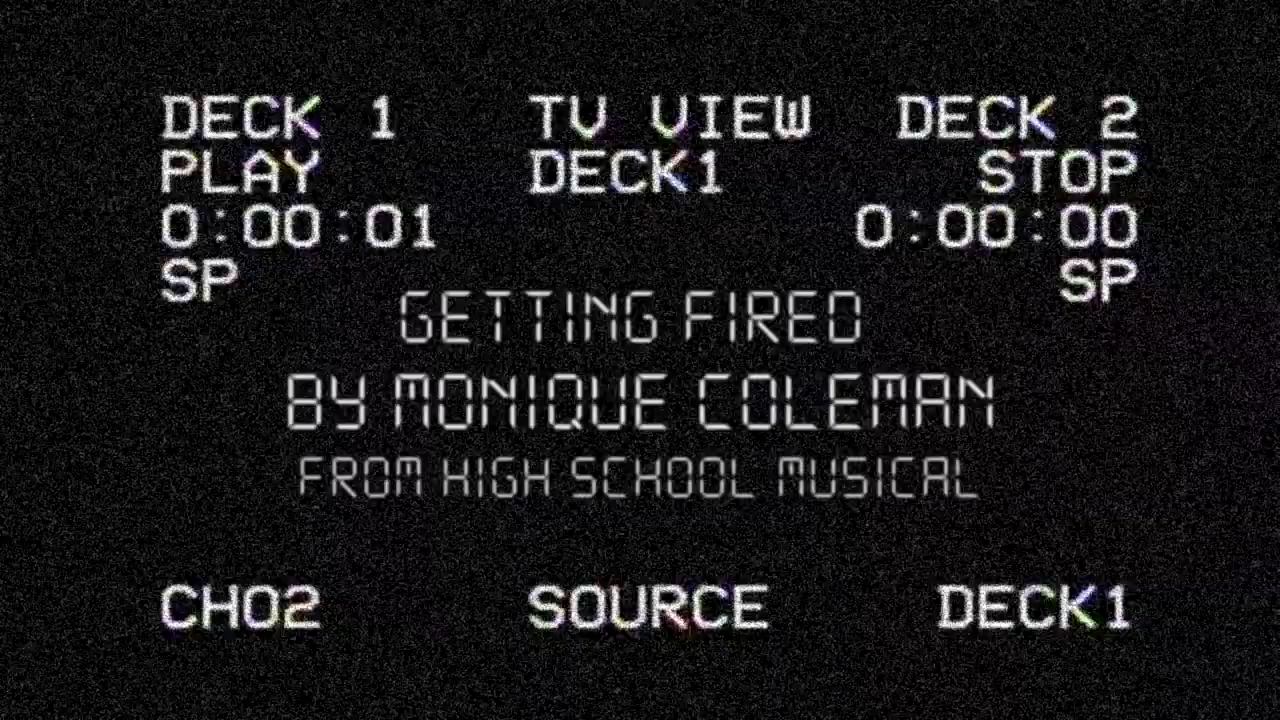 DECK 1 TV VIEW DECK 2
PLAY DECK1 STOP
0:00:01 0:00:00
SP SP
GETTING FIRED
BY MONIQUE COLEMAN
FROM HIGH SCHOOL MUSICAL
CH02 SOURCE DECK1